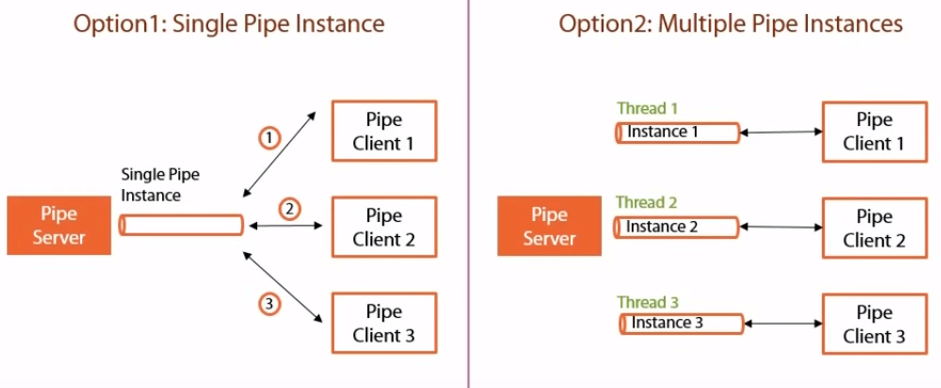 Option1: Single Pipe Instance
Single Pipe
Instance
Pipe
Server
1
2
3
Pipe
Client 1
Pipe
Client 2
Pipe
Client 3
Option2: Multiple Pipe Instances
Pipe
Server
Thread 1
Instance 1
Thread 2
Instance 2
Thread 3
Instance 3
Pipe
Client 1
Pipe
Client 2
Pipe
Client 3